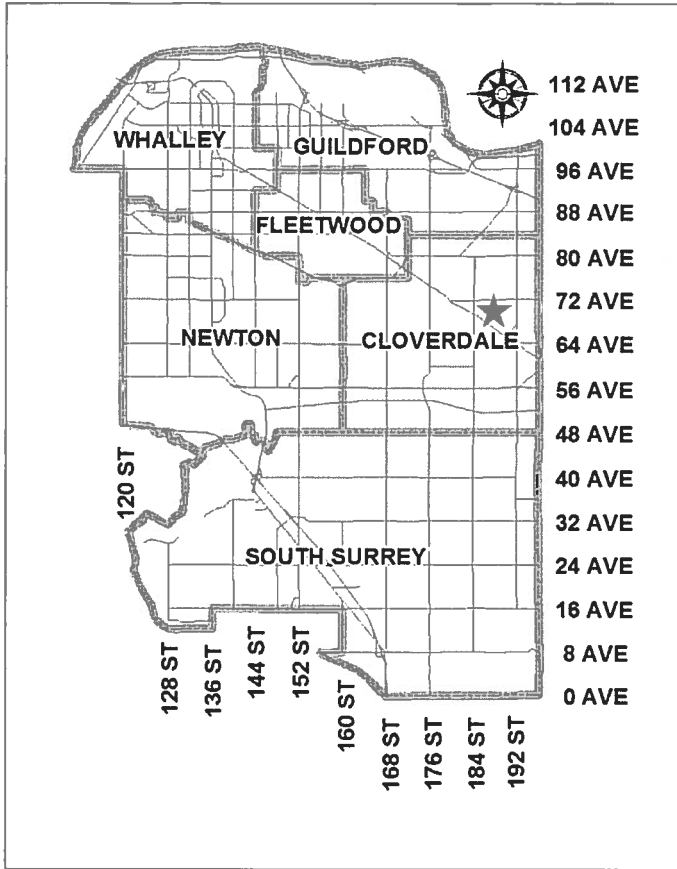 112 AVE
104 AVE
WHALLEY
GUILDFORD
96 AVE
88 AVE
FLEETWOOD
80 AVE
72 AVE
NEWTON
CLOVERDALE
64 AVE
56 AVE
48 AVE
120 ST
40 AVE
32 AVE
SOUTH SURREY
24 AVE
16 AVE
8 AVE
0 AVE
128 ST
136 ST
144 ST
152 ST
160 ST
168 ST
176 ST
184 ST
192 ST